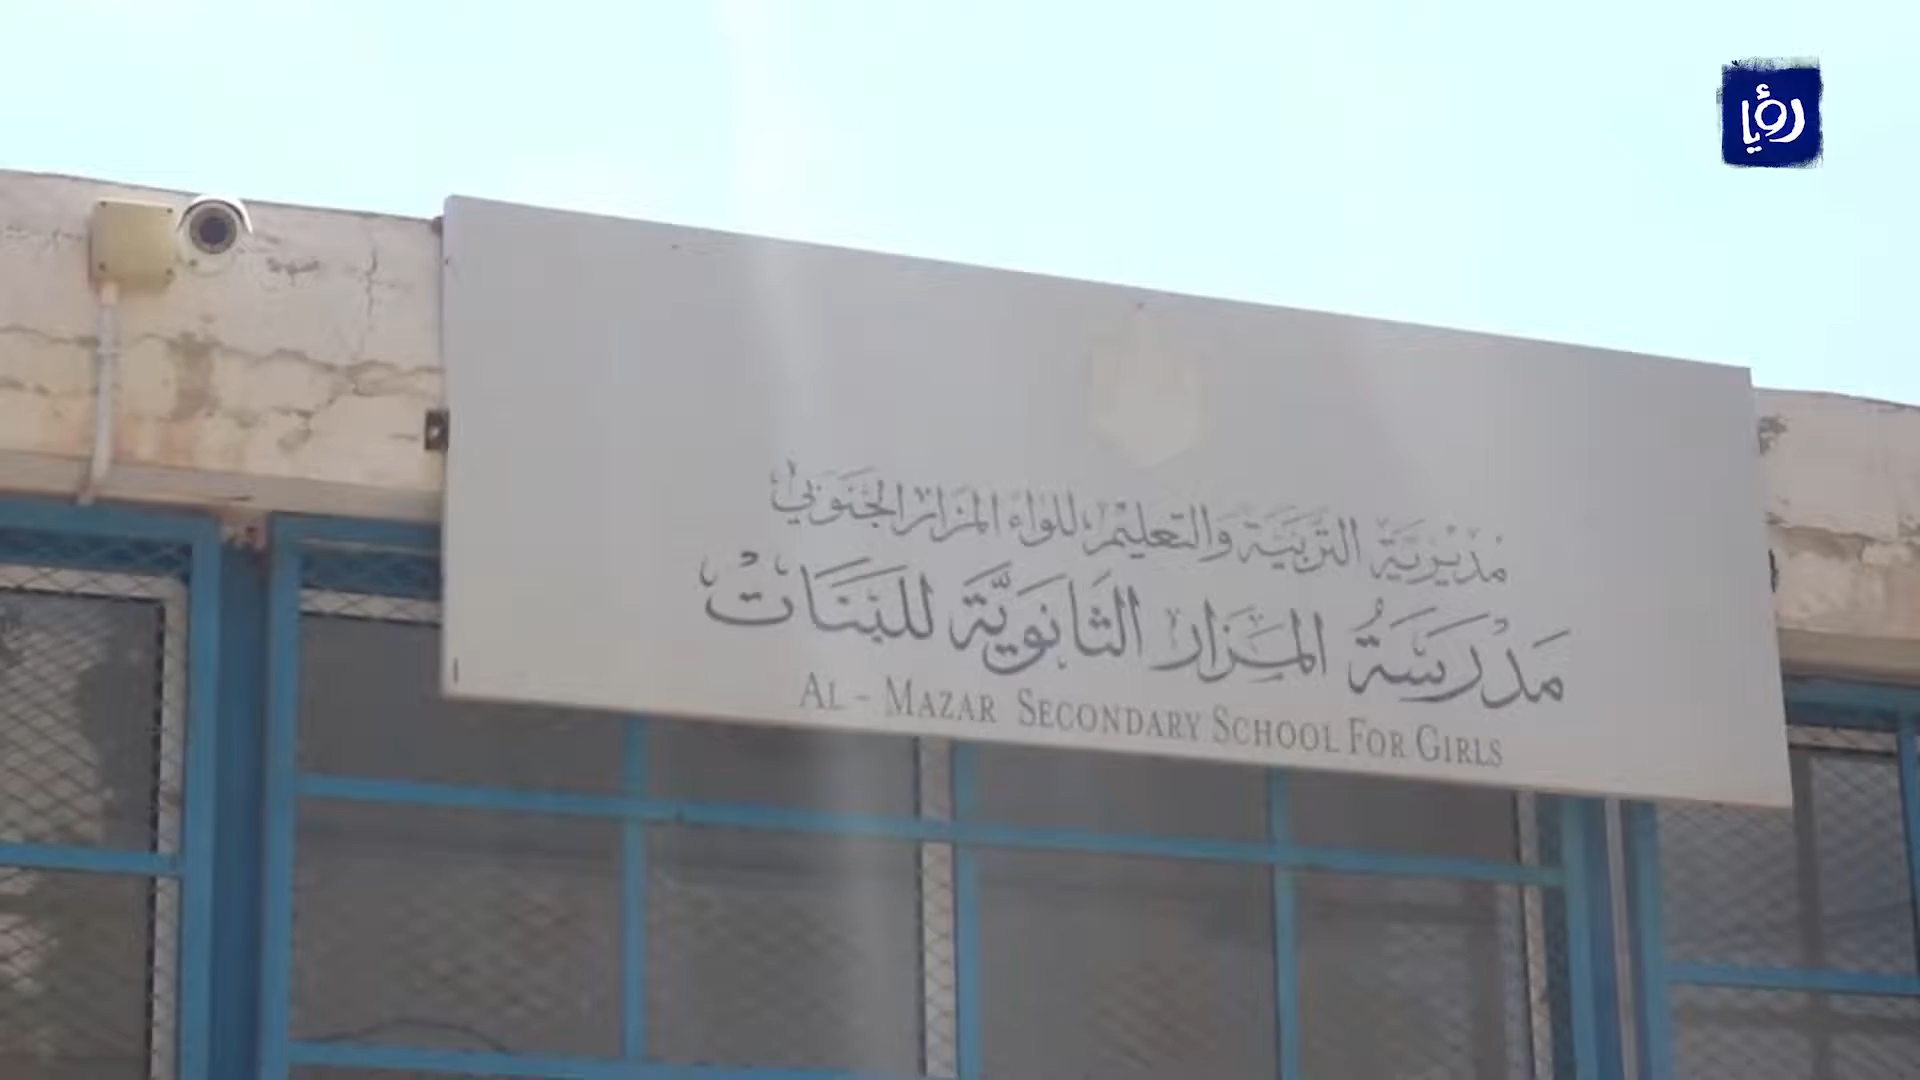 رؤيا
مديرية التربية والتعليم للواء المزار الجنوبي
مدرسة المزار الثانوية للبنات
AL - MAZAR SECONDARY SCHOOL FOR GIRLS